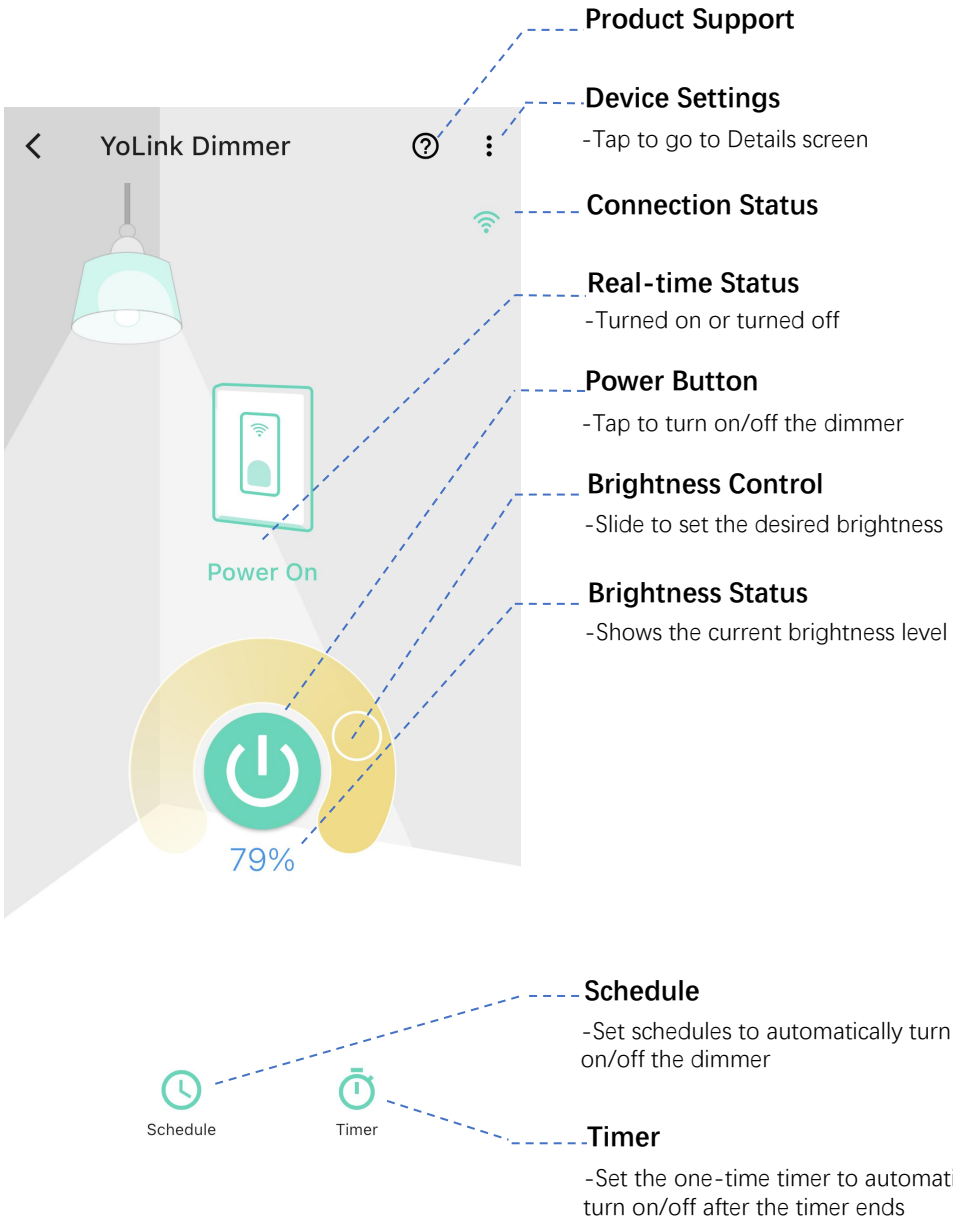 Product Support
Device Settings
-Tap to go to Details screen
YoLink Dimmer
Connection Status
Real-time Status
-Turned on or turned off
Power Button
-Tap to turn on/off the dimmer
Brightness Control
-Slide to set the desired brightness
Power On
Brightness Status
-Shows the current brightness level
79%
Schedule
-Set schedules to automatically turn
on/off the dimmer
Schedule
Timer
Timer
-Set the one-time timer to
turn on/off after the timer ends